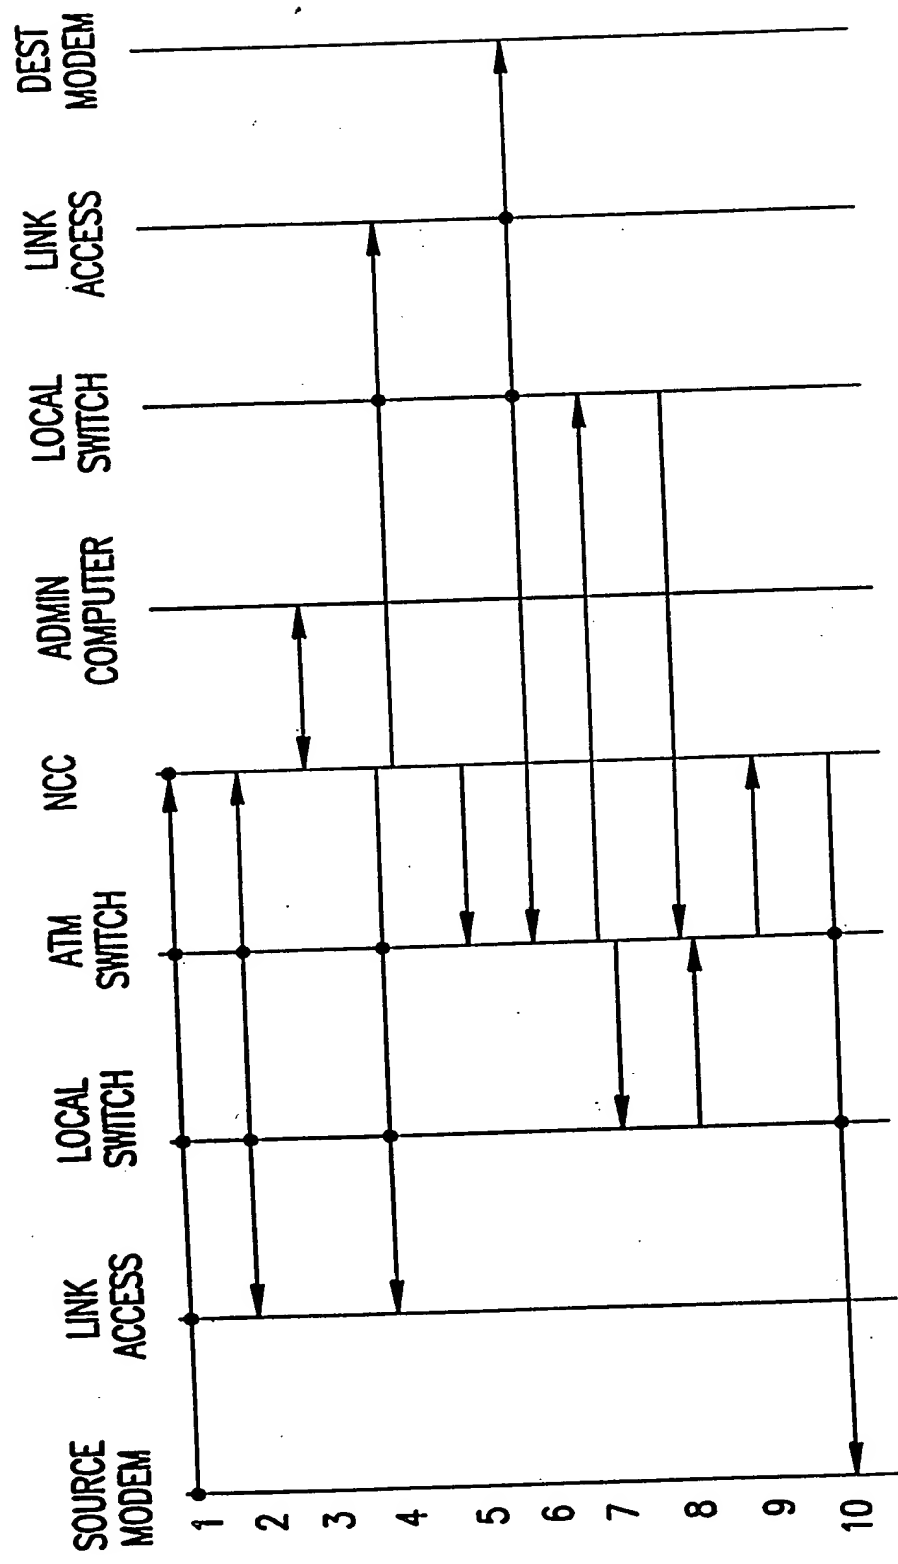 SOURCE
MODEM
LINK
ACCESS
LOCAL
SWITCH
ATM
SWITCH
NCC
ADMIN
COMPUTER
LOCAL
SWITCH
LINK
ACCESS
DEST
MODEM
1
2
3
4
5
6
7
8
9
10